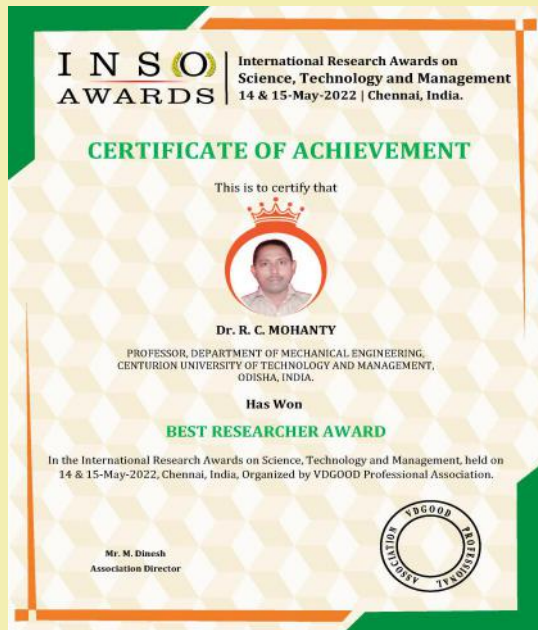 INSO
AWARDS
International Research Awards on
Science, Technology and Management
14 & 15-May-2022 | Chennai, India.
CERTIFICATE OF ACHIEVEMENT
This is to certify that
Dr. R. C. MOHANTY
PROFESSOR, DEPARTMENT OF MECHANICAL ENGINEERING,
CENTURION UNIVERSITY OF TECHNOLOGY AND MANAGEMENT,
ODISHA, INDIA.
Has Won
BEST RESEARCHER AWARD
In the International Research Awards on Science, Technology and Management, held on
14 & 15-May-2022, Chennai, India, Organized by VDGOOD Professional Association.
Mr. M. Dinesh
Association Director
VDGOOD PROFESSIONAL ASSOCIATION